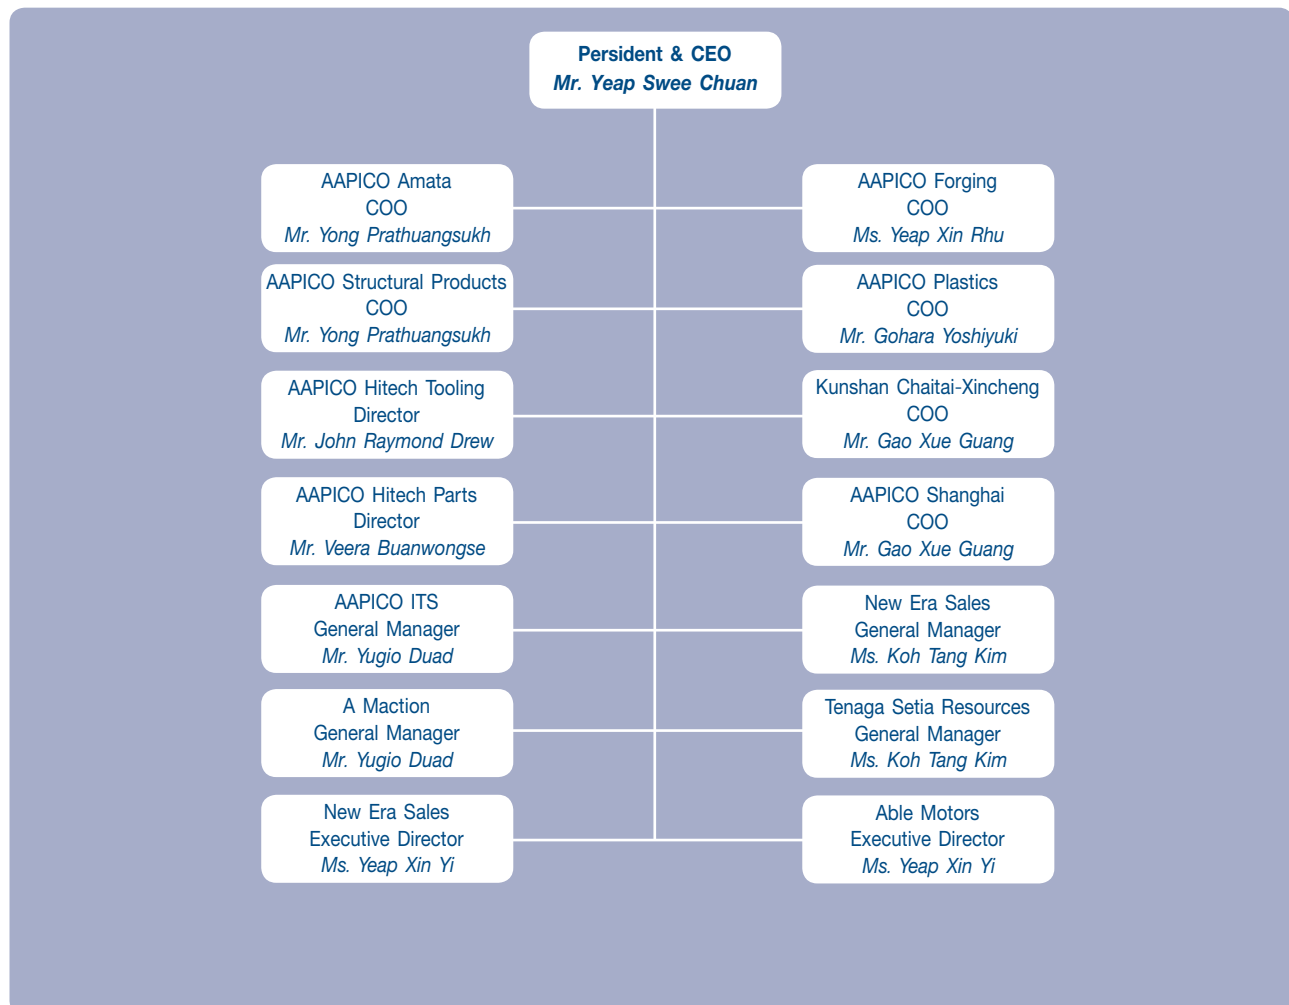 Persident & CEO
Mr. Yeap Swee Chuan
AAPICO Amata
COO
Mr. Yong Prathuangsukh
AAPICO Forging
COO
Ms. Yeap Xin Rhu
AAPICO Structural Products
COO
Mr. Yong Prathuangsukh
AAPICO Plastics
COO
Mr. Gohara Yoshiyuki
AAPICO Hitech Tooling
Director
Mr. John Raymond Drew
Kunshan Chaitai-Xincheng
COO
Mr. Gao Xue Guang
AAPICO Hitech Parts
Director
Mr. Veera Buanwongse
AAPICO Shanghai
COO
Mr. Gao Xue Guang
AAPICO ITS
General Manager
Mr. Yugio Duad
New Era Sales
General Manager
Ms. Koh Tang Kim
A Maction
General Manager
Mr. Yugio Duad
Tenaga Setia Resources
General Manager
Ms. Koh Tang Kim
New Era Sales
Executive Director
Ms. Yeap Xin Yi
Able Motors
Executive Director
Ms. Yeap Xin Yi